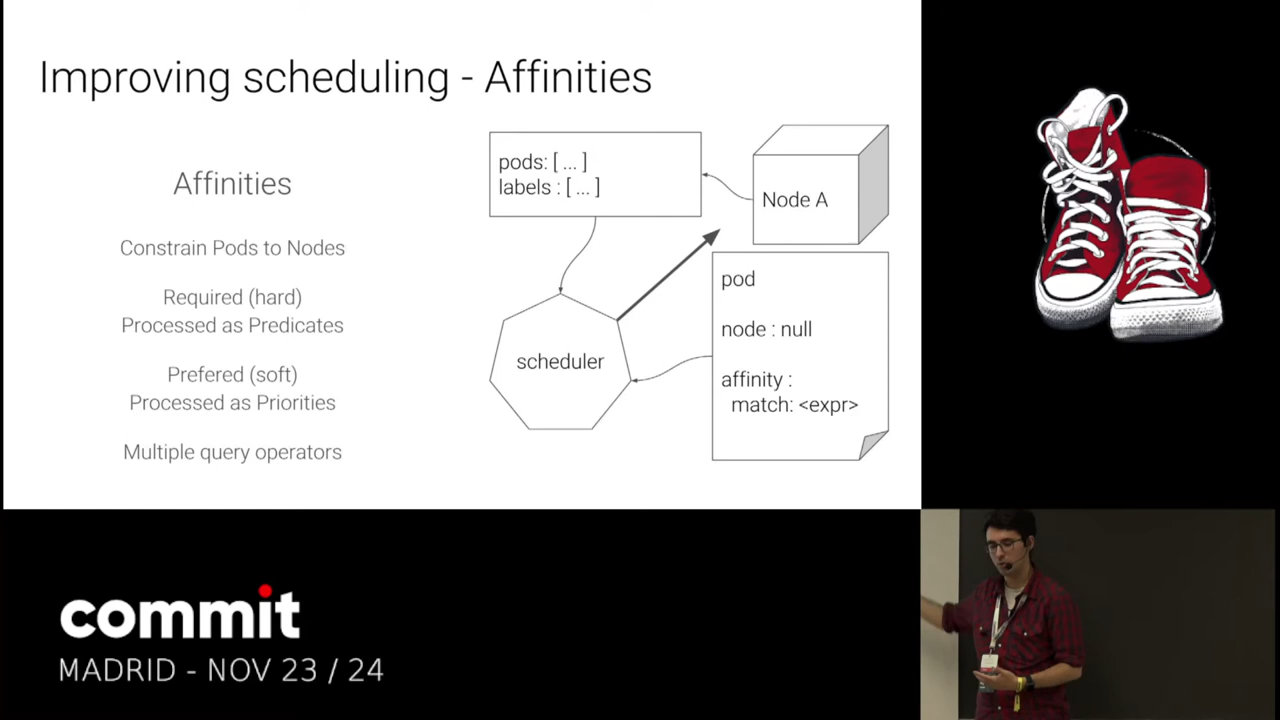 Improving scheduling - Affinities
Affinities
Constrain Pods to Nodes
Required (hard)
Processed as Predicates
Prefered (soft)
Processed as Priorities
Multiple query operators
pods: [ ... ]
labels : [ ... ]
Node A
scheduler
pod
node : null
affinity :
match: <expr>
commit
MADRID - NOV 23 / 24